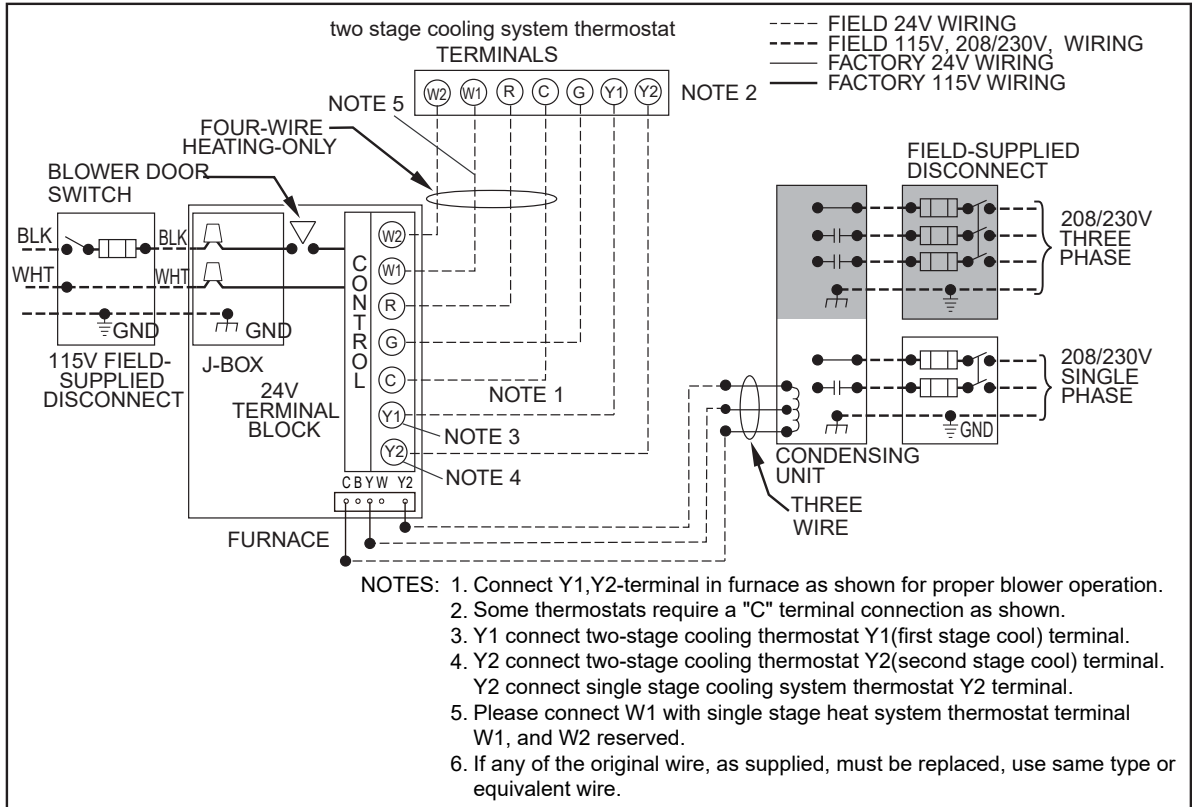 two stage cooling system thermostat
TERMINALS
W2 W1 R C G Y1 Y2
NOTE 2
FIELD 24V WIRING
FIELD 115V, 208/230V, WIRING
FACTORY 24V WIRING
FACTORY 115V WIRING
NOTE 5
FOUR-WIRE
HEATING-ONLY
BLOWER DOOR
SWITCH
BLK
BLK
WHT
WHT
GND
GND
115V FIELD-
SUPPLIED
DISCONNECT
J-BOX
24V
TERMINAL
BLOCK
CONTROL
W2
W1
R
G
C
Y1
Y2
NOTE 1
NOTE 3
NOTE 4
C B Y W Y2
FURNACE
FIELD-SUPPLIED
DISCONNECT
208/230V
THREE
PHASE
208/230V
SINGLE
PHASE
GND
CONDENSING
UNIT
THREE
WIRE
NOTES: 1. Connect Y1,Y2-terminal in furnace as shown for proper blower operation.
2. Some thermostats require a "C" terminal connection as shown.
3. Y1 connect two-stage cooling thermostat Y1(first stage cool) terminal.
4. Y2 connect two-stage cooling thermostat Y2(second stage cool) terminal.
Y2 connect single stage cooling system thermostat Y2 terminal.
5. Please connect W1 with single stage heat system thermostat terminal
W1, and W2 reserved.
6. If any of the original wire, as supplied, must be replaced, use same type or
equivalent wire.